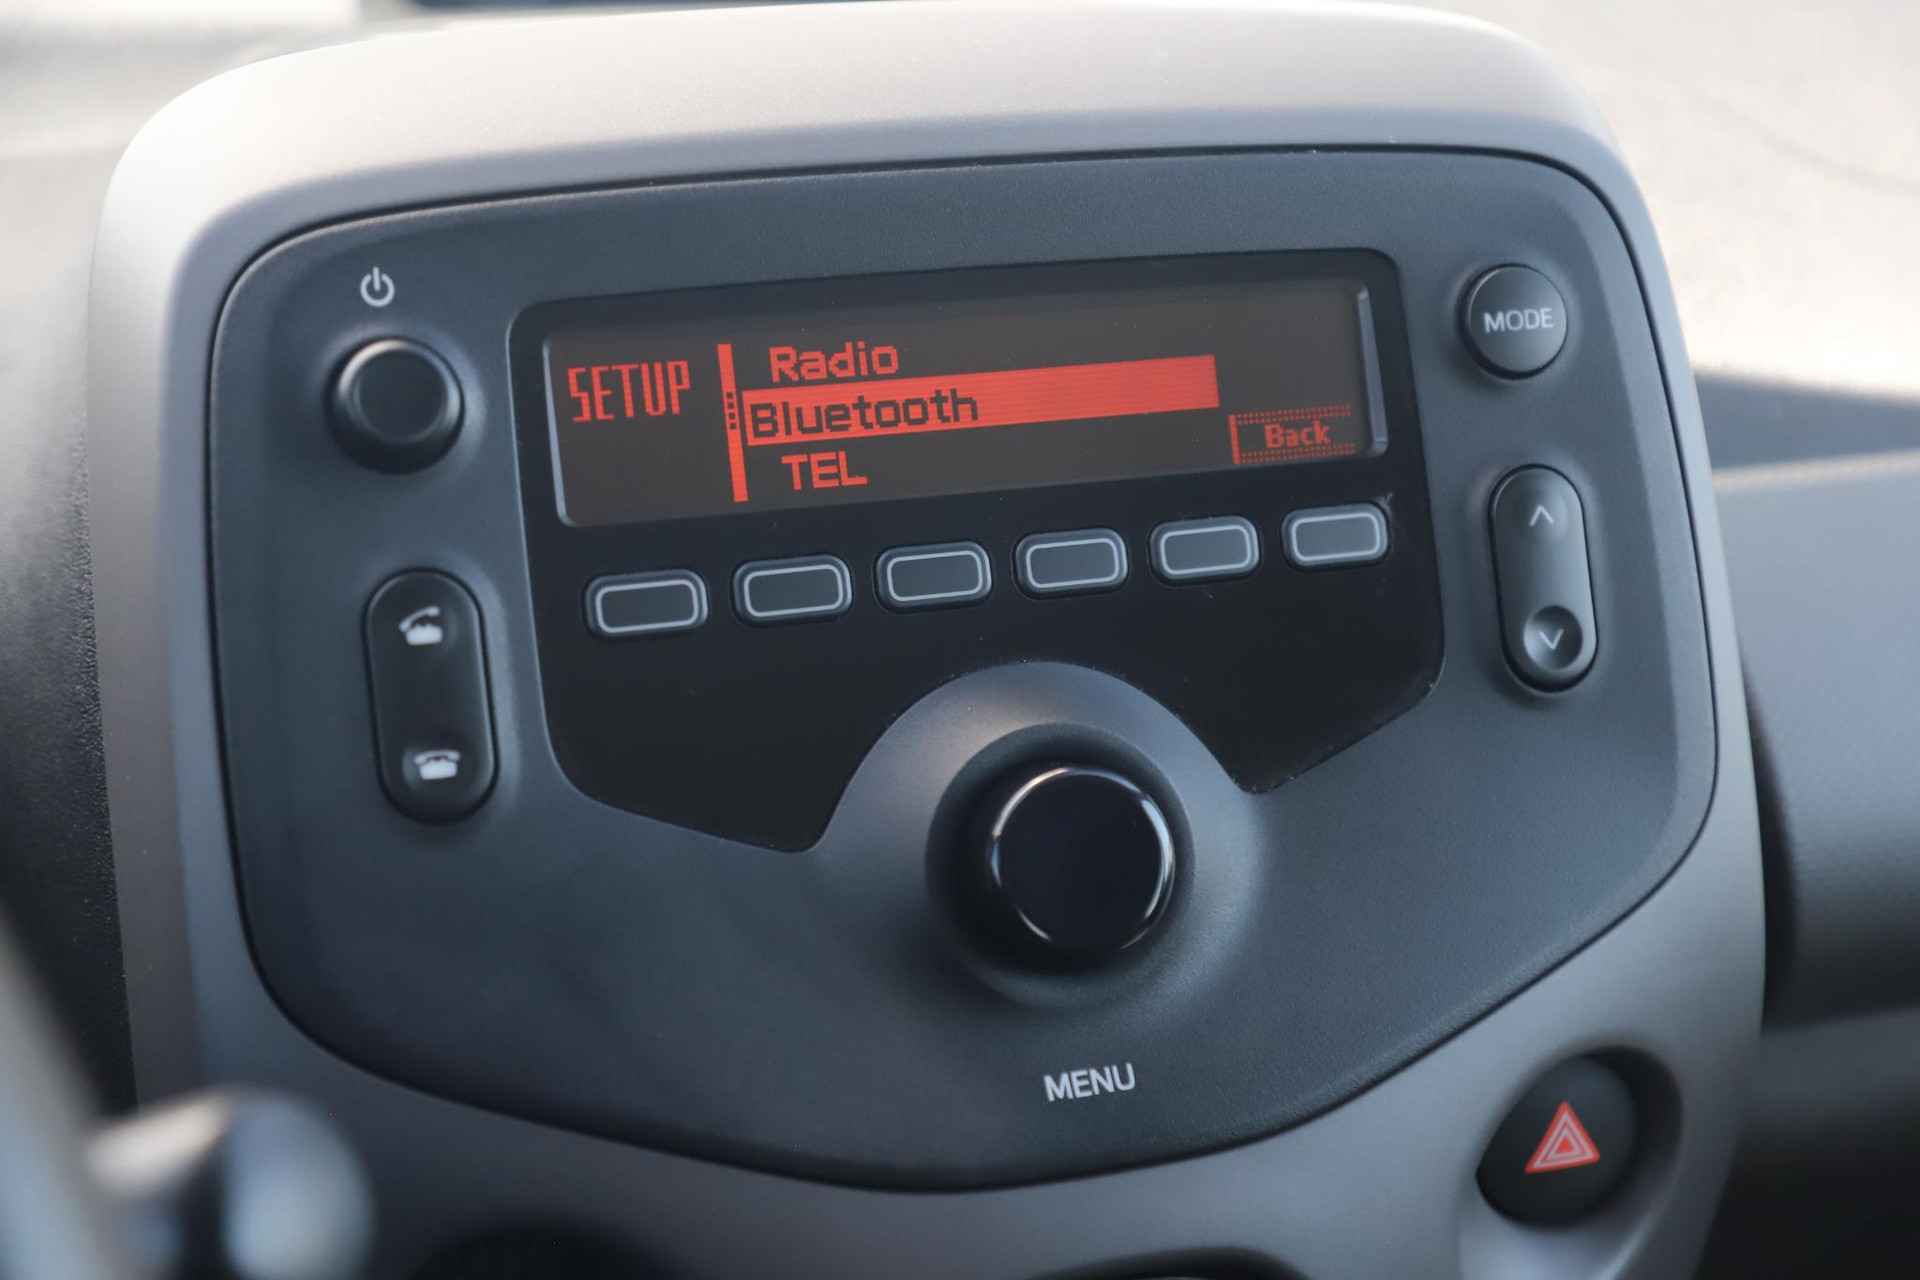 SETUP
Radio
Bluetooth
TEL
Back
MODE
MENU